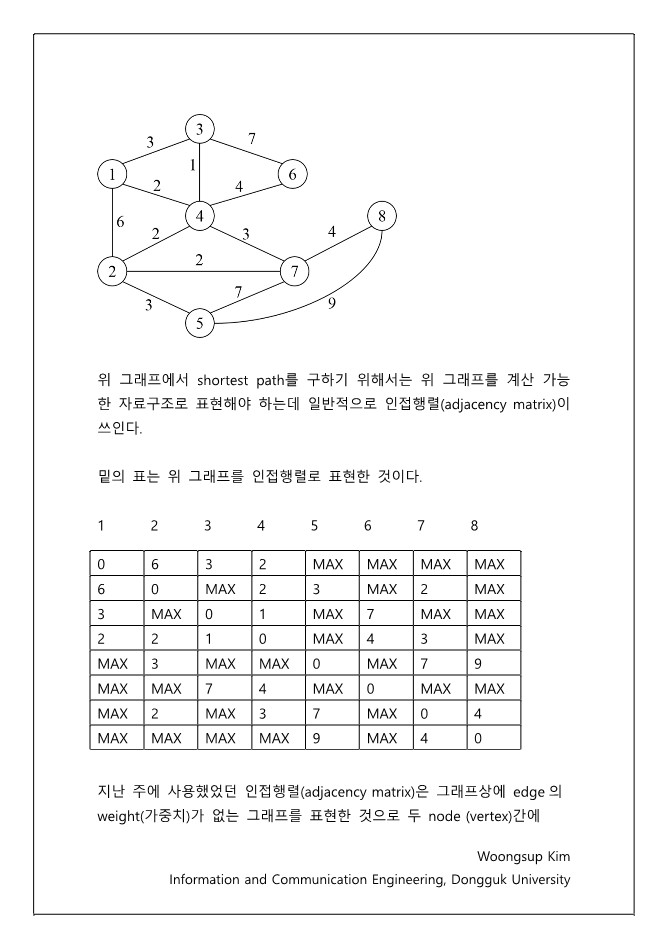 3
3 7
1 1 6
2 4
4 8
6
2 3 4
2 2 7
3 7 9
5
위 그래프에서 shortest path를 구하기 위해서는 위 그래프를 계산 가능
한 자료구조로 표현해야 하는데 일반적으로 인접행렬(adjacency matrix)이
쓰인다.
밑의 표는 위 그래프를 인접행렬로 표현한 것이다.
1 2 3 4 5 6 7 8
0 6 3 2 MAX MAX MAX MAX
6 0 MAX 2 3 MAX 2 MAX
3 MAX 0 1 MAX 7 MAX MAX
2 2 1 0 MAX 4 3 MAX
MAX 3 MAX MAX 0 MAX 7 9
MAX MAX 7 4 MAX 0 MAX MAX
MAX 2 MAX 3 7 MAX 0 4
MAX MAX MAX MAX 9 MAX 4 0
지난 주에 사용했었던 인접행렬(adjacency matrix)은 그래프상에 edge 의
weight(가중치)가 없는 그래프를 표현한 것으로 두 node (vertex)간에
Woongsup Kim
Information and Communication Engineering, Dongguk University